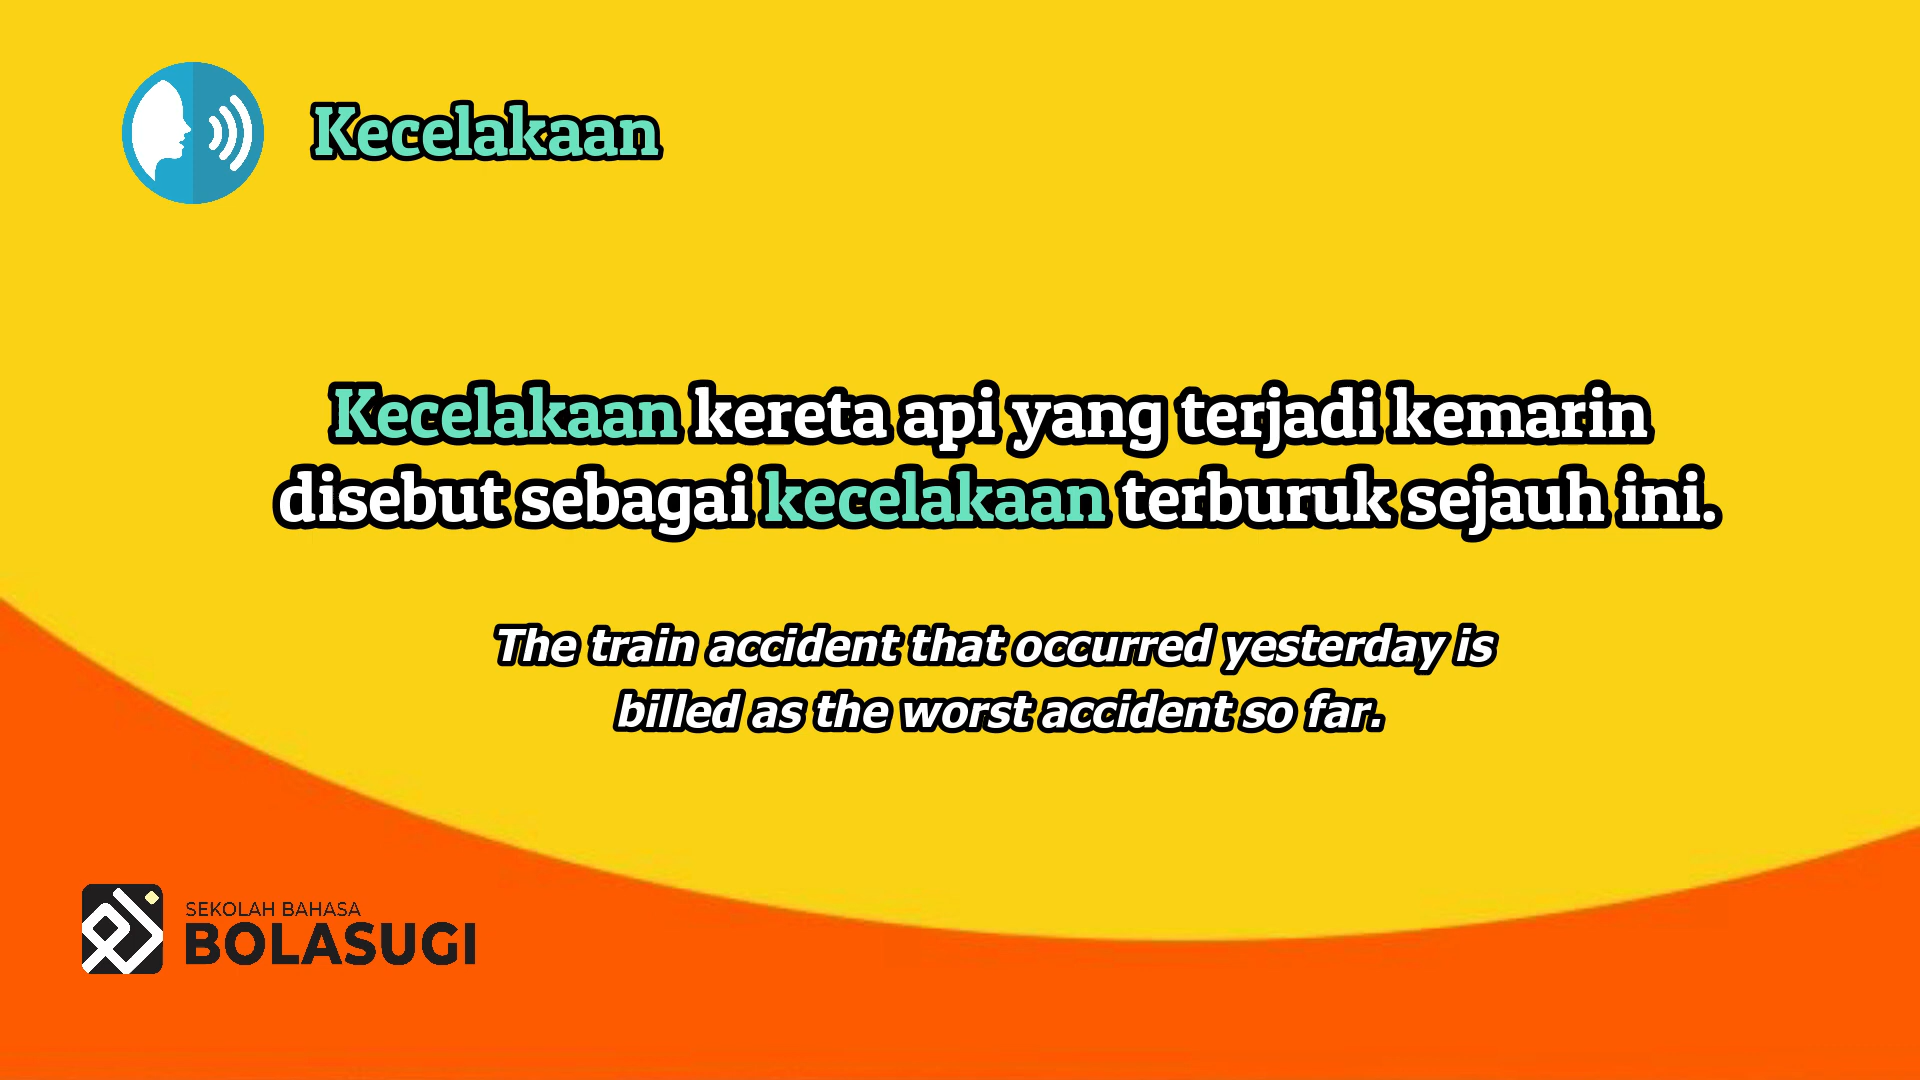 Kecelakaan
Kecelakaan kereta api yang terjadi kemarin
disebut sebagai kecelakaan terburuk sejauh ini.
The train accident that occurred yesterday is
billed as the worst accident so far.
SEKOLAH BAHASA
BOLASUGI